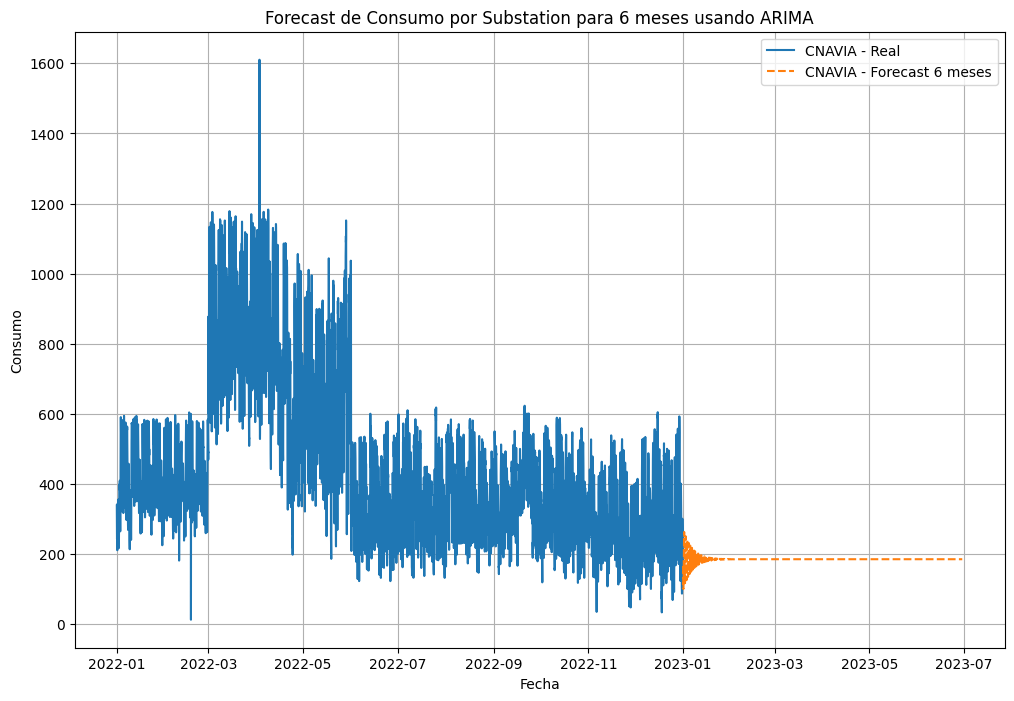 Forecast de Consumo por Substation para 6 meses usando ARIMA
CNAVIA - Real
CNAVIA - Forecast 6 meses
Consumo
1600
1400
1200
1000
800
600
400
200
0
2022-01 2022-03 2022-05 2022-07 2022-09 2022-11 2023-01 2023-03 2023-05 2023-07
Fecha